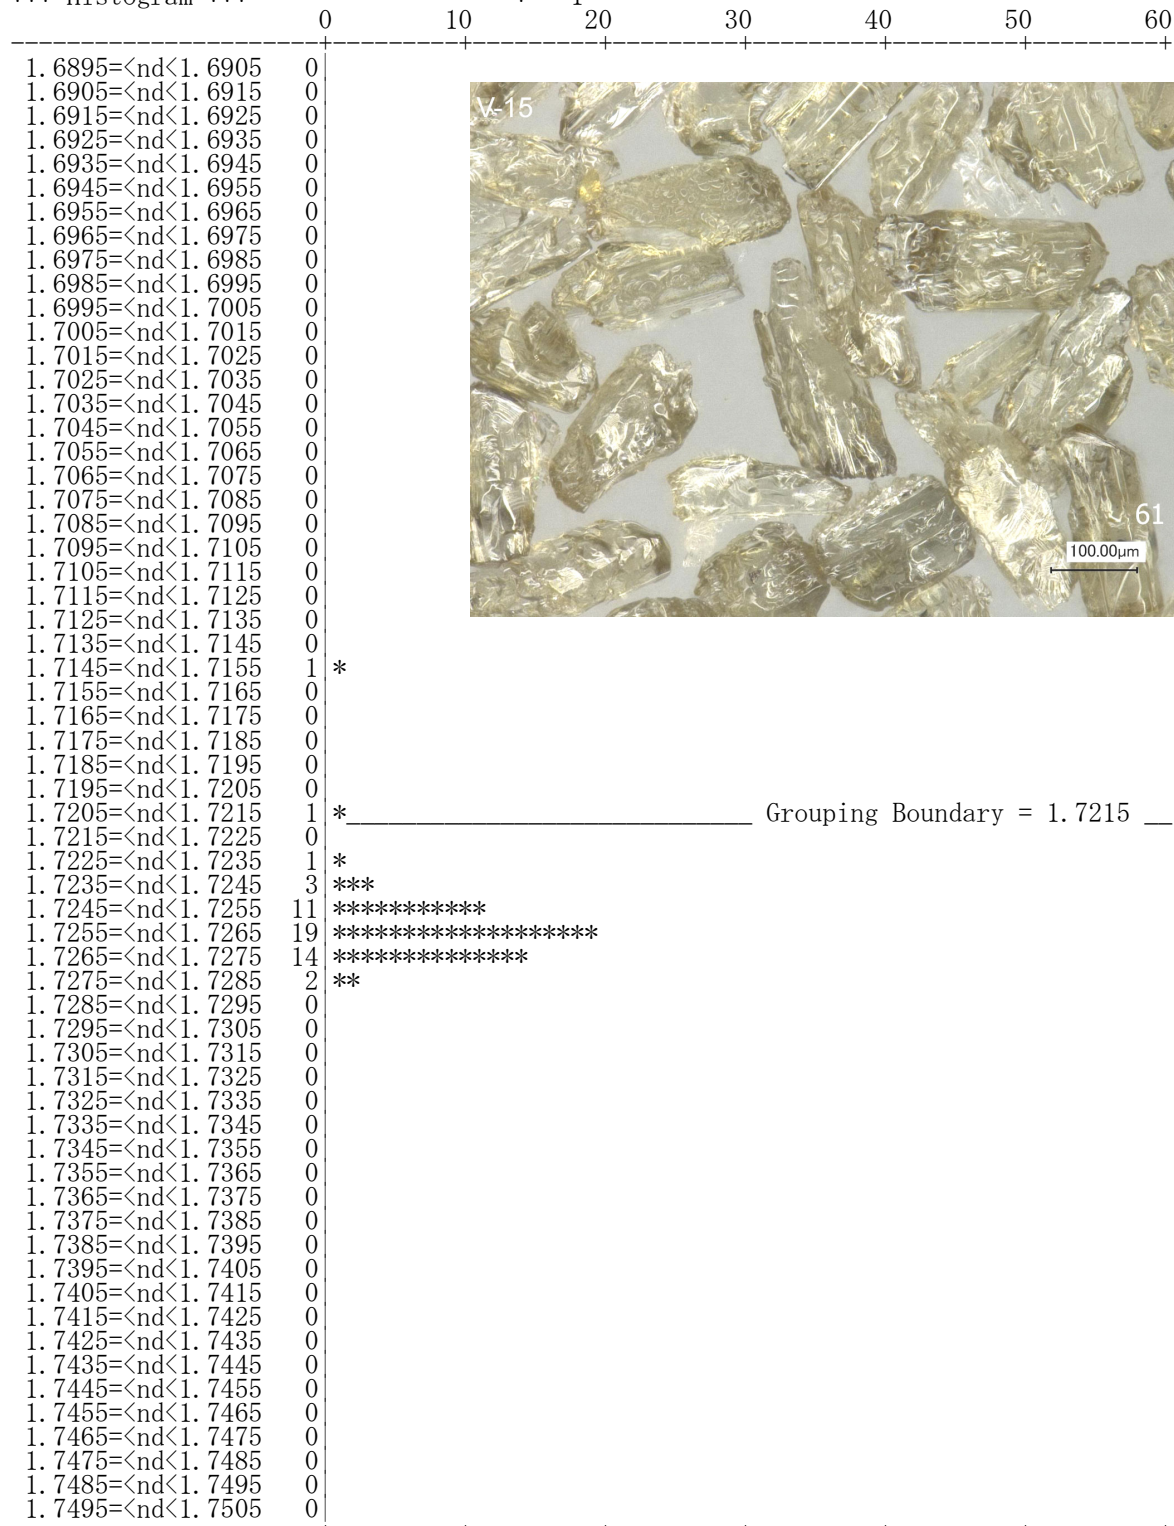 0 10 20 30 40 50 60
1.6895=<nd<1.6905 0
1.6905=<nd<1.6915 0
V-15
1.6915=<nd<1.6925 0
1.6925=<nd<1.6935 0
1.6935=<nd<1.6945 0
1.6945=<nd<1.6955 0
1.6955=<nd<1.6965 0
1.6965=<nd<1.6975 0
1.6975=<nd<1.6985 0
1.6985=<nd<1.6995 0
1.6995=<nd<1.7005 0
1.7005=<nd<1.7015 0
1.7015=<nd<1.7025 0
1.7025=<nd<1.7035 0
1.7035=<nd<1.7045 0
1.7045=<nd<1.7055 0
1.7055=<nd<1.7065 0
1.7065=<nd<1.7075 0
1.7075=<nd<1.7085 0
61
1.7085=<nd<1.7095 0
1.7095=<nd<1.7105 0
100.00μm
1.7105=<nd<1.7115 0
1.7115=<nd<1.7125 0
1.7125=<nd<1.7135 0
1.7135=<nd<1.7145 0
1.7145=<nd<1.7155 1 *
1.7155=<nd<1.7165 0
1.7165=<nd<1.7175 0
1.7175=<nd<1.7185 0
1.7185=<nd<1.7195 0
1.7195=<nd<1.7205 0
1.7205=<nd<1.7215 1 * Grouping Boundary = 1.7215
1.7215=<nd<1.7225 0
1.7225=<nd<1.7235 1 *
1.7235=<nd<1.7245 3 ***
1.7245=<nd<1.7255 11 ***********
1.7255=<nd<1.7265 19 *******************
1.7265=<nd<1.7275 14 **************
1.7275=<nd<1.7285 2 **
1.7285=<nd<1.7295 0
1.7295=<nd<1.7305 0
1.7305=<nd<1.7315 0
1.7315=<nd<1.7325 0
1.7325=<nd<1.7335 0
1.7335=<nd<1.7345 0
1.7345=<nd<1.7355 0
1.7355=<nd<1.7365 0
1.7365=<nd<1.7375 0
1.7375=<nd<1.7385 0
1.7385=<nd<1.7395 0
1.7395=<nd<1.7405 0
1.7405=<nd<1.7415 0
1.7415=<nd<1.7425 0
1.7425=<nd<1.7435 0
1.7435=<nd<1.7445 0
1.7445=<nd<1.7455 0
1.7455=<nd<1.7465 0
1.7465=<nd<1.7475 0
1.7475=<nd<1.7485 0
1.7485=<nd<1.7495 0
1.7495=<nd<1.7505 0